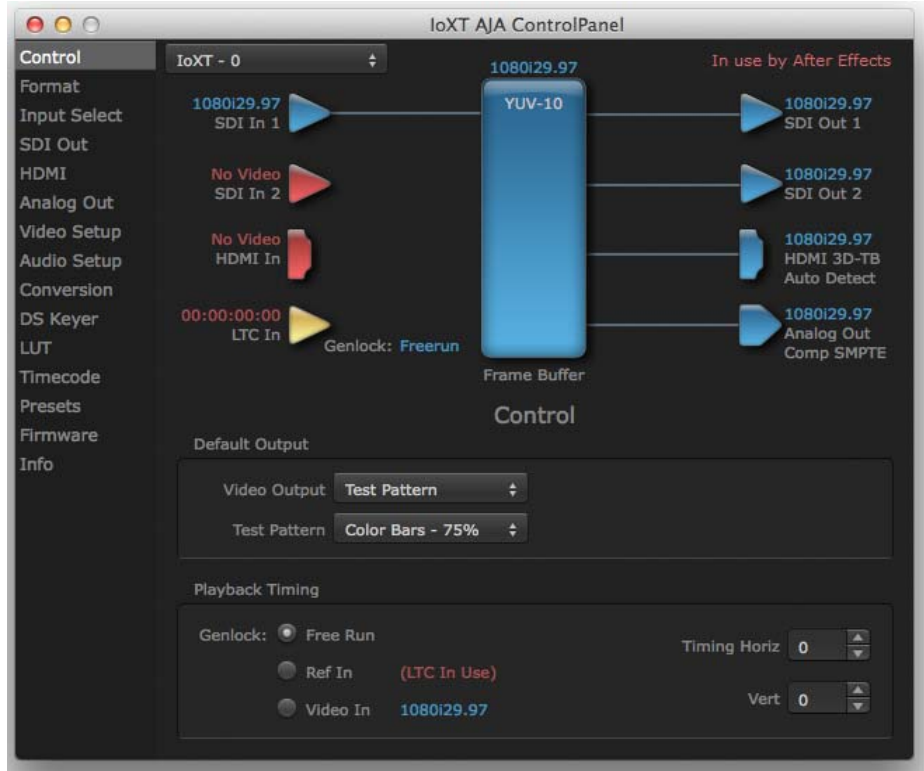 IoXT AJA ControlPanel
Control
Format
Input Select
SDI Out
HDMI
Analog Out
Video Setup
Audio Setup
Conversion
DS Keyer
LUT
Timecode
Presets
Firmware
Info
IoXT - 0
1080i29.97
In use by After Effects
YUV-10
1080i29.97
SDI In 1
No Video
SDI In 2
No Video
HDMI In
00:00:00:00
LTC In
Genlock: Freerun
Frame Buffer
1080i29.97
SDI Out 1
1080i29.97
SDI Out 2
1080i29.97
HDMI 3D-TB
Auto Detect
1080i29.97
Analog Out
Comp SMPTE
Control
Default Output
Video Output Test Pattern
Test Pattern Color Bars - 75%
Playback Timing
Genlock: Free Run
Ref In (LTC In Use)
Video In 1080i29.97
Timing Horiz 0
Vert 0